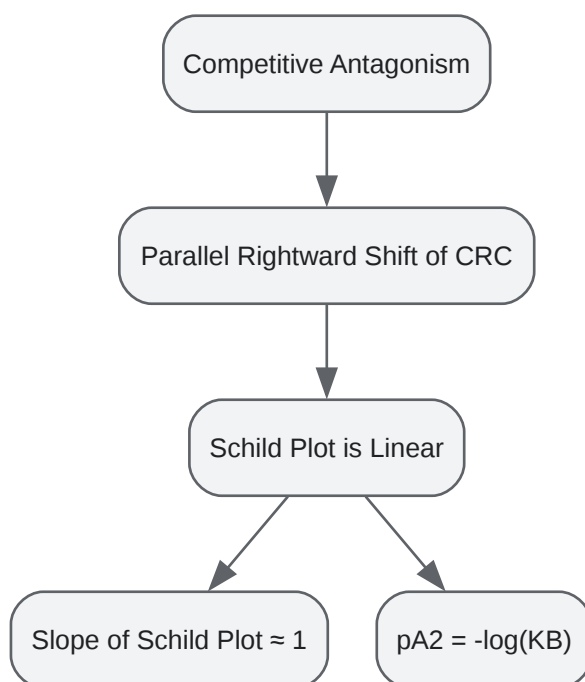 Competitive Antagonism
Parallel Rightward Shift of CRC
Schild Plot is Linear
Slope of Schild Plot ≈ 1
pA2 = -log(KB)